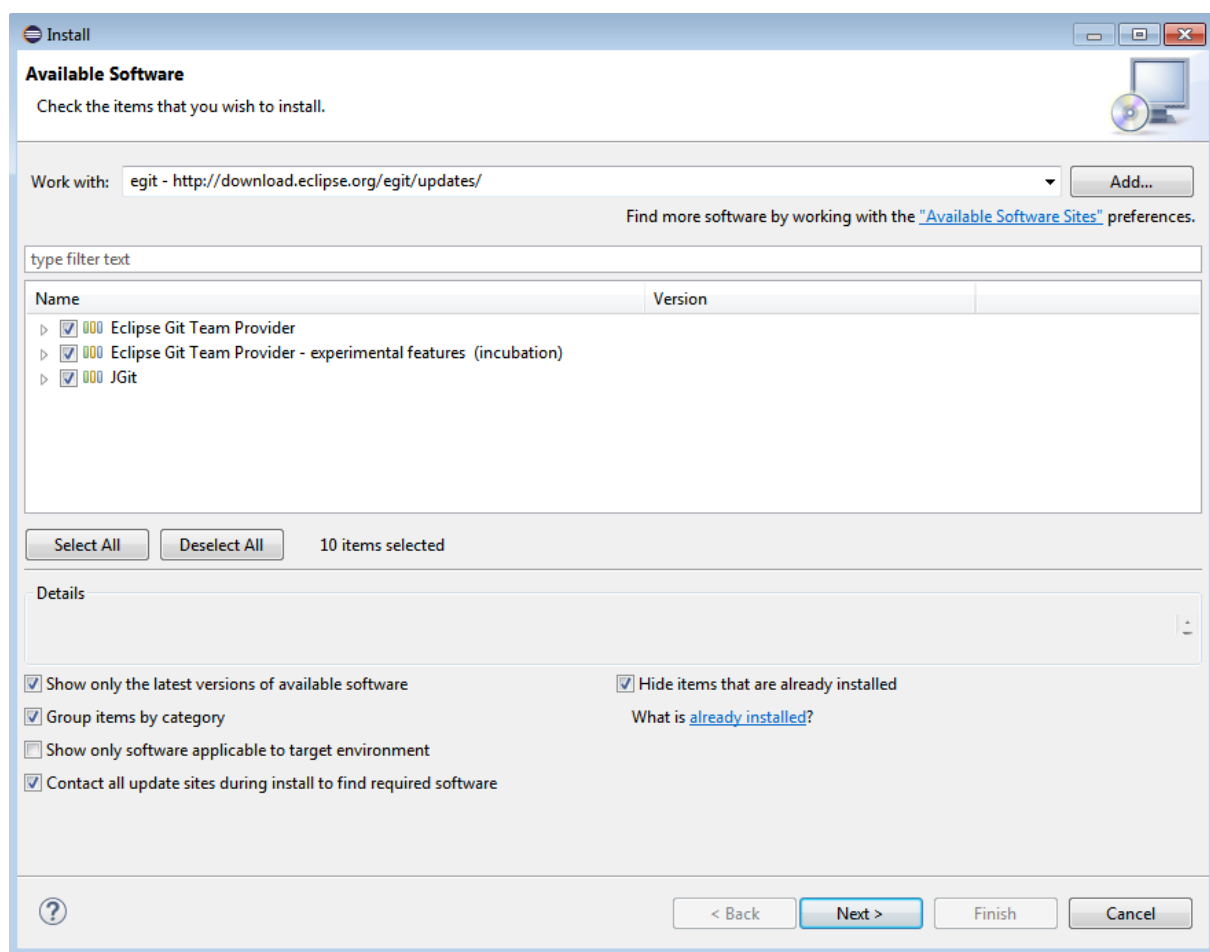 Install
Available Software
Check the items that you wish to install.
Work with: egit - http://download.eclipse.org/egit/updates/ Add...
Find more software by working with the "Available Software Sites" preferences.
type filter text
Name Version
Eclipse Git Team Provider
Eclipse Git Team Provider - experimental features (incubation)
JGit
Select All Deselect All 10 items selected
Details
Show only the latest versions of available software Hide items that are already installed
Group items by category What is already installed?
Show only software applicable to target environment
Contact all update sites during install to find required software
? < Back Next > Finish Cancel